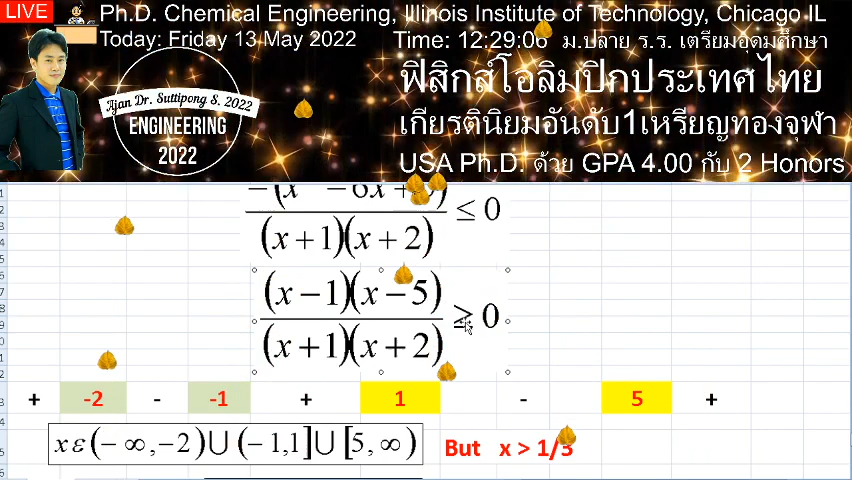 LIVE
Ph.D. Chemical Engineering, Illinois Institute of Technology, Chicago IL
Today: Friday 13 May 2022 Time: 12:29:06 ม.ปลาย ร.ร. เตรียมอุดมศึกษา
Ajan Dr. Suttipong S. 2022
ENGINEERING
2022
ฟิสิกส์โอลิมปิกประเทศไทย
เกียรตินิยมอันดับ1เหรียญทองจุฬา
USA Ph.D. ด้วย GPA 4.00 กับ 2 Honors
≤ 0
(x+1)(x+2)
(x−1)(x−5)
≥ 0
(x+1)(x+2)
+ -2 - -1 + 1 - 5 +
xε(−∞,−2)∪(−1,1]∪[5,∞) But x > 1/3